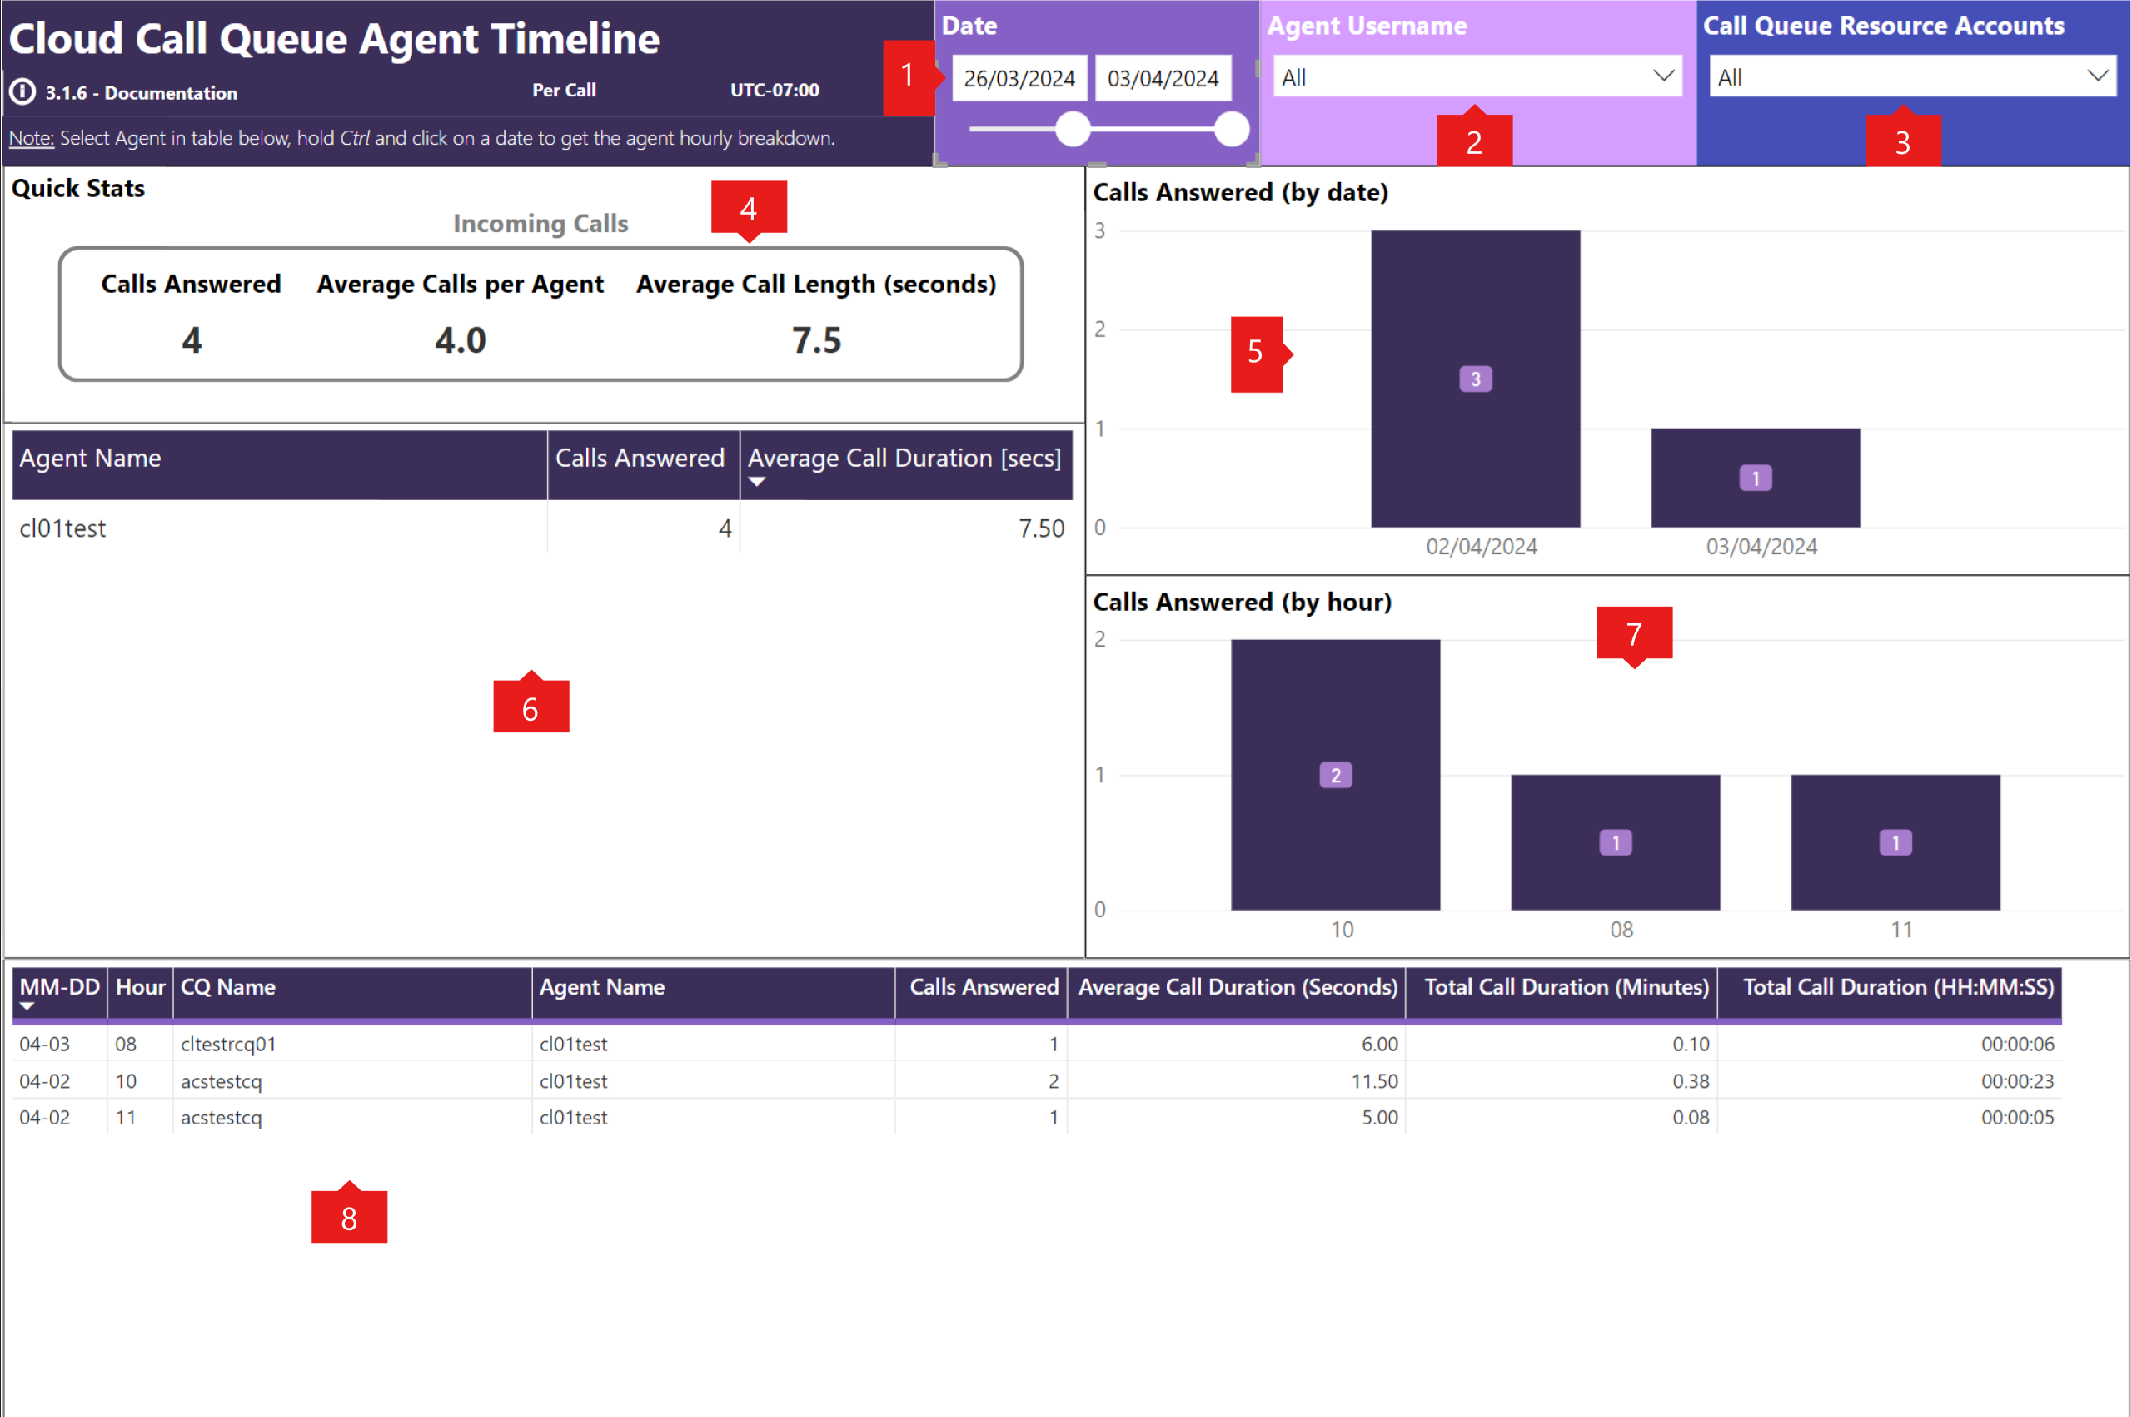 Cloud Call Queue Agent Timeline
3.1.6 - Documentation
Per Call
UTC-07:00
Note: Select Agent in table below, hold Ctrl and click on a date to get the agent hourly breakdown.
1
Date
26/03/2024 03/04/2024
Agent Username
All
2
Call Queue Resource Accounts
All
3
Quick Stats
4
Incoming Calls
Calls Answered Average Calls per Agent Average Call Length (seconds)
4 4.0 7.5
Agent Name Calls Answered Average Call Duration [secs]
cl01test 4 7.50
6
Calls Answered (by date)
3
2
1
0
5
3
1
02/04/2024 03/04/2024
Calls Answered (by hour)
7
2
1
0
2
1
1
10 08 11
MM-DD Hour CQ Name Agent Name Calls Answered Average Call Duration (Seconds) Total Call Duration (Minutes) Total Call Duration (HH:MM:SS)
04-03 08 cltestrcq01 cl01test 1 6.00 0.10 00:00:06
04-02 10 acstestcq cl01test 2 11.50 0.38 00:00:23
04-02 11 acstestcq cl01test 1 5.00 0.08 00:00:05
8